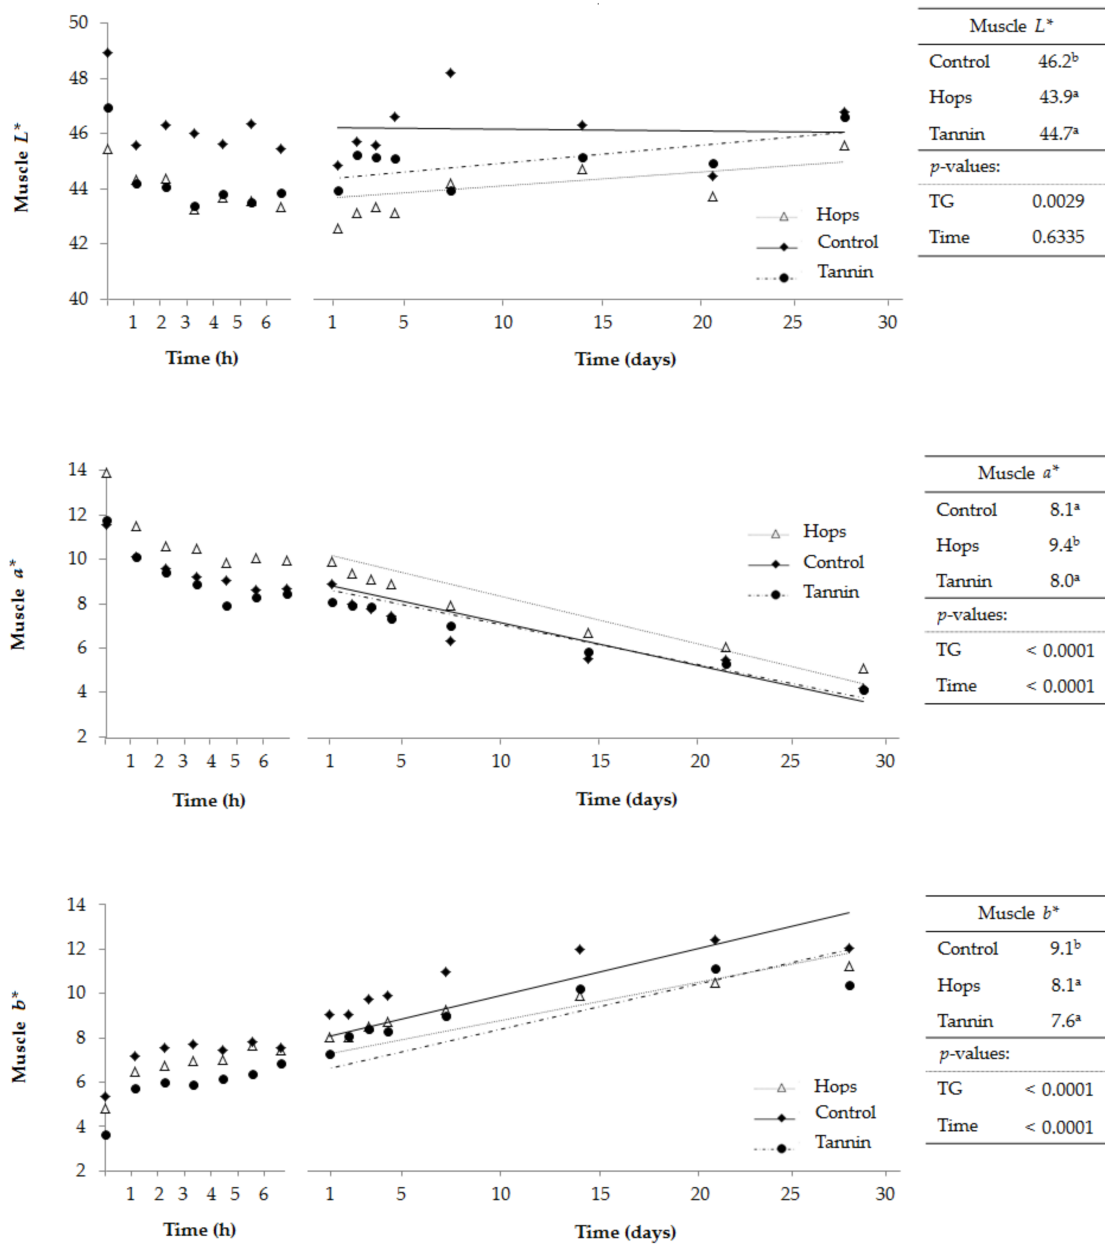 50
48
46
44
42
40
Muscle L*
1 2 3 4 5 6
Time (h)
1 5 10 15 20 25 30
Time (days)
Hops
Control
Tannin
Muscle L*
Control 46.2ᵇ
Hops 43.9ᵃ
Tannin 44.7ᵃ
p-values:
TG 0.0029
Time 0.6335
14
12
10
8
6
4
2
Muscle a*
1 2 3 4 5 6
Time (h)
1 5 10 15 20 25 30
Time (days)
Hops
Control
Tannin
Muscle a*
Control 8.1ᵃ
Hops 9.4ᵇ
Tannin 8.0ᵃ
p-values:
TG < 0.0001
Time < 0.0001
14
12
10
8
6
4
2
Muscle b*
1 2 3 4 5 6
Time (h)
1 5 10 15 20 25 30
Time (days)
Hops
Control
Tannin
Muscle b*
Control 9.1ᵇ
Hops 8.1ᵃ
Tannin 7.6ᵃ
p-values:
TG < 0.0001
Time < 0.0001